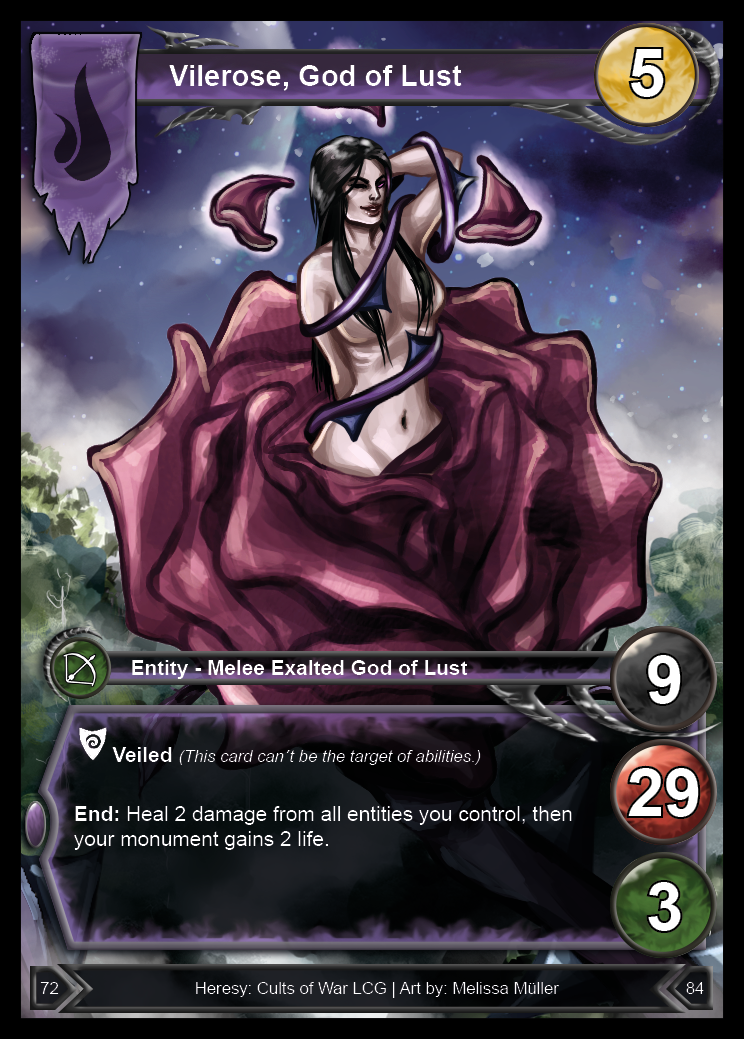 Vilerose, God of Lust
5
Entity - Melee Exalted God of Lust
9
Veiled (This card can´t be the target of abilities.)
29
End: Heal 2 damage from all entities you control, then
your monument gains 2 life.
3
72
Heresy: Cults of War LCG | Art by: Melissa Müller
84